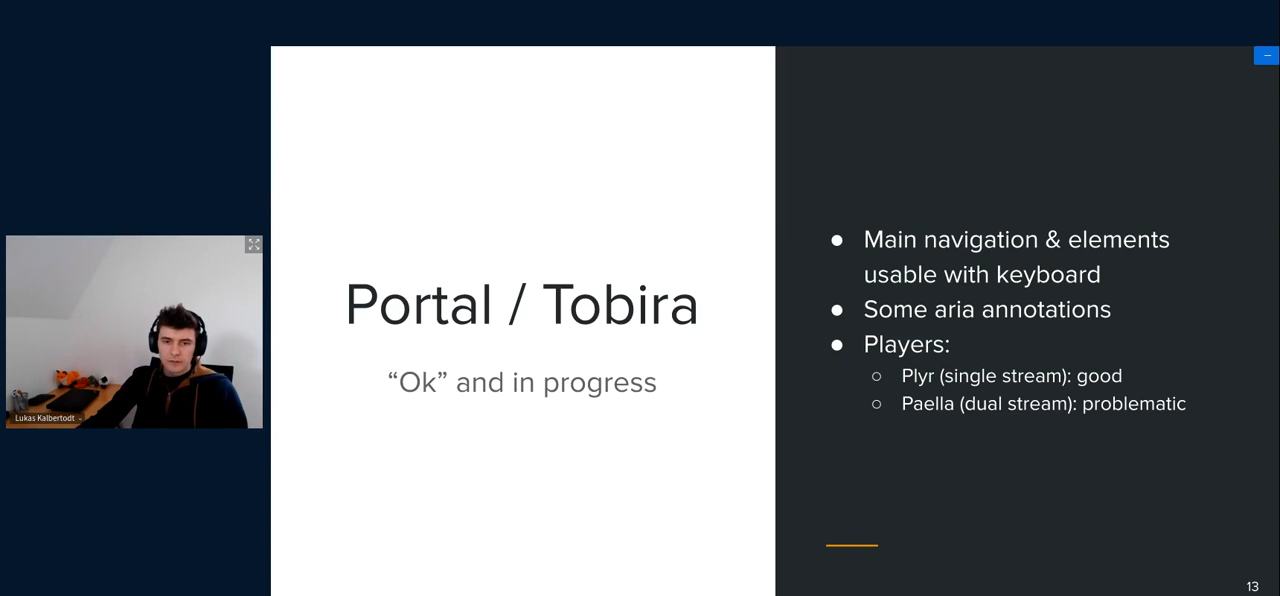 Lukas Kalbertodt
Portal / Tobira
“Ok” and in progress
● Main navigation & elements
usable with keyboard
● Some aria annotations
● Players:
○ Plyr (single stream): good
○ Paella (dual stream): problematic
13